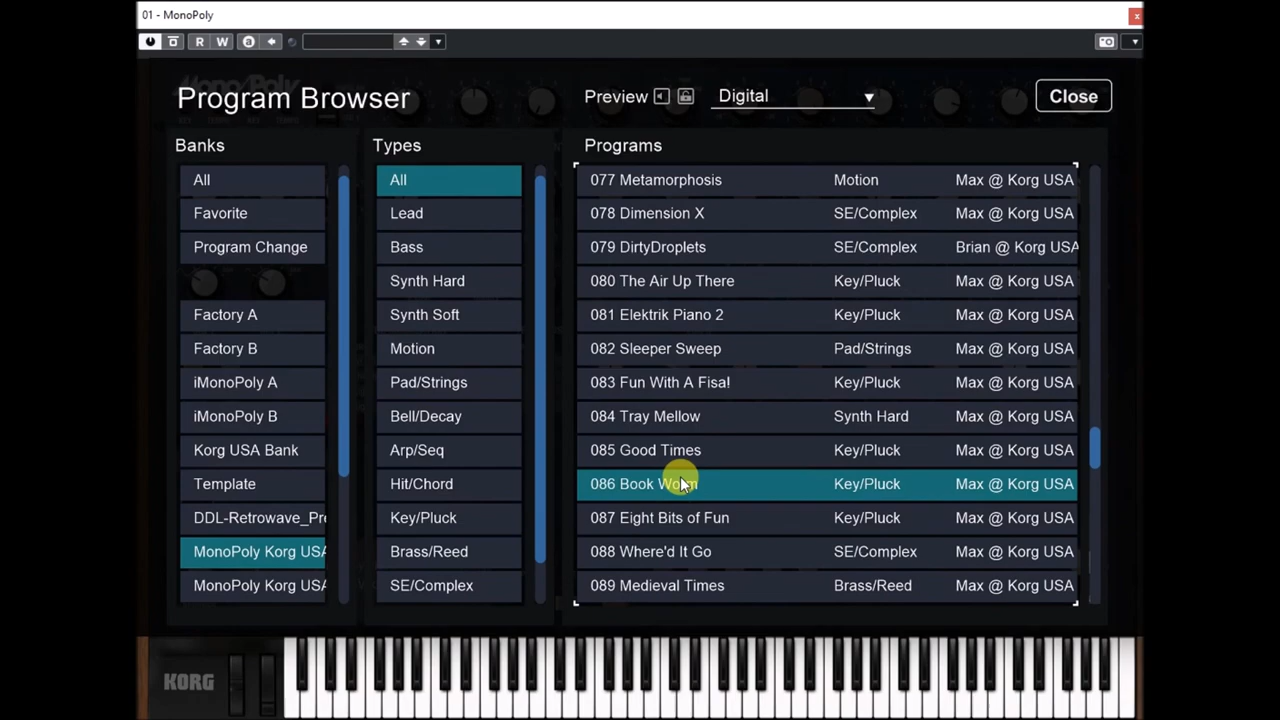 01 - MonoPoly
R W a
Program Browser
Preview
Digital
Close
Banks
Types
Programs
All
Favorite
Program Change
Factory A
Factory B
iMonoPoly A
iMonoPoly B
Korg USA Bank
Template
DDL-Retrowave_Pr
MonoPoly Korg USA
MonoPoly Korg USA
All
Lead
Bass
Synth Hard
Synth Soft
Motion
Pad/Strings
Bell/Decay
Arp/Seq
Hit/Chord
Key/Pluck
Brass/Reed
SE/Complex
077 Metamorphosis Motion Max @ Korg USA
078 Dimension X SE/Complex Max @ Korg USA
079 DirtyDroplets SE/Complex Brian @ Korg USA
080 The Air Up There Key/Pluck Max @ Korg USA
081 Elektrik Piano 2 Key/Pluck Max @ Korg USA
082 Sleeper Sweep Pad/Strings Max @ Korg USA
083 Fun With A Fisa! Key/Pluck Max @ Korg USA
084 Tray Mellow Synth Hard Max @ Korg USA
085 Good Times Key/Pluck Max @ Korg USA
086 Book Worm Key/Pluck Max @ Korg USA
087 Eight Bits of Fun Key/Pluck Max @ Korg USA
088 Where'd It Go SE/Complex Max @ Korg USA
089 Medieval Times Brass/Reed Max @ Korg USA
KORG